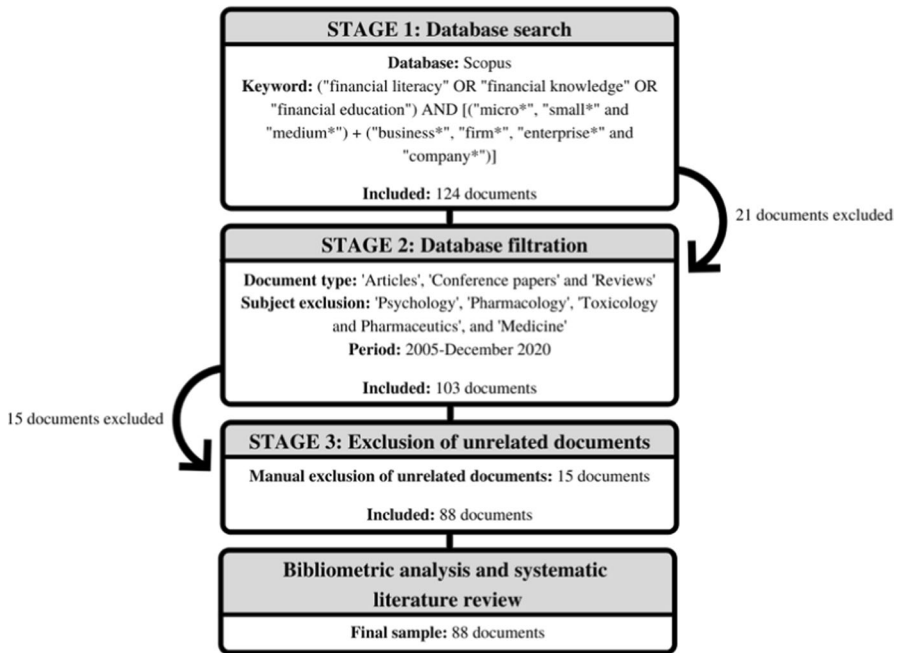 STAGE 1: Database search
Database: Scopus
Keyword: ("financial literacy" OR "financial knowledge" OR
"financial education") AND [("micro*", "small*" and
"medium*") + ("business*", "firm*", "enterprise*" and
"company*")]
Included: 124 documents
21 documents excluded
STAGE 2: Database filtration
Document type: 'Articles', 'Conference papers' and 'Reviews'
Subject exclusion: 'Psychology', 'Pharmacology', 'Toxicology
and Pharmaceutics', and 'Medicine'
Period: 2005-December 2020
Included: 103 documents
15 documents excluded
STAGE 3: Exclusion of unrelated documents
Manual exclusion of unrelated documents: 15 documents
Included: 88 documents
Bibliometric analysis and systematic
literature review
Final sample: 88 documents